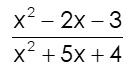 x² – 2x – 3
x² + 5x + 4